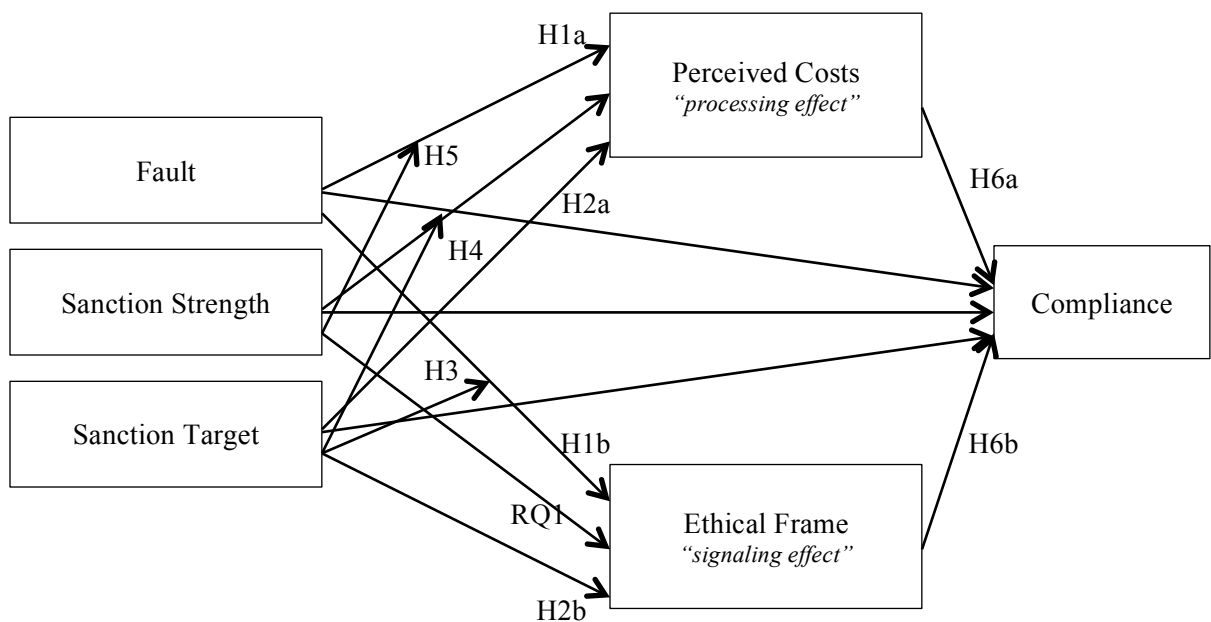 H1a
Perceived Costs
“processing effect”
Fault
H5
H6a
H2a
H4
Sanction Strength
Compliance
H3
Sanction Target
H1b
H6b
RQ1
Ethical Frame
“signaling effect”
H2b